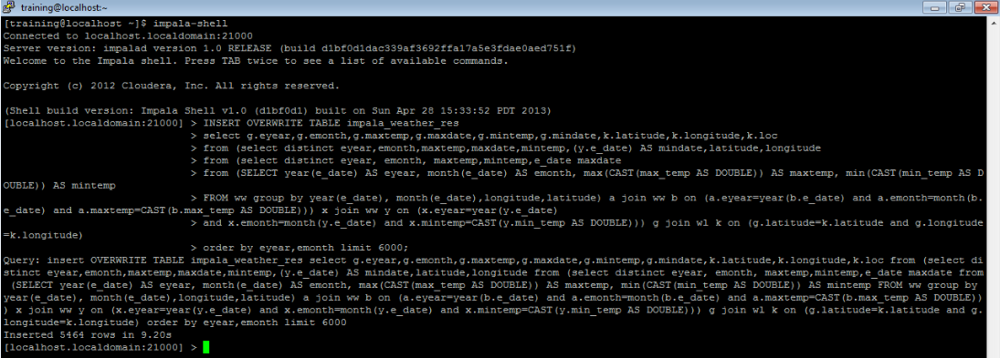 training@localhost:~
[training@localhost ~]$ impala-shell
Connected to localhost.localdomain:21000
Server version: impalad version 1.0 RELEASE (build d1bf0d1dac339af3692ffa17a5e3fdae0aed751f)
Welcome to the Impala shell. Press TAB twice to see a list of available commands.
Copyright (c) 2012 Cloudera, Inc. All rights reserved.
(Shell build version: Impala Shell v1.0 (d1bf0d1) built on Sun Apr 28 15:33:52 PDT 2013)
[localhost.localdomain:21000] > INSERT OVERWRITE TABLE impala_weather_res
> select g.eyear,g.emonth,g.maxtemp,g.maxdate,g.mintemp,g.mindate,k.latitude,k.longitude,k.loc
> from (select distinct eyear,emonth,maxtemp,maxdate,mintemp,(y.e_date) AS mindate,latitude,longitude
> from (select distinct eyear, emonth, maxtemp,mintemp,e_date maxdate
> from (SELECT year(e_date) AS eyear, month(e_date) AS emonth, max(CAST(max_temp AS DOUBLE)) AS maxtemp, min(CAST(min_temp AS D
OUBLE)) AS mintemp
> FROM ww group by year(e_date), month(e_date),longitude,latitude) a join ww b on (a.eyear=year(b.e_date) and a.emonth=month(b.
e_date) and a.maxtemp=CAST(b.max_temp AS DOUBLE))) x join ww y on (x.eyear=year(y.e_date)
> and x.emonth=month(y.e_date) and x.mintemp=CAST(y.min_temp AS DOUBLE))) g join wl k on (g.latitude=k.latitude and g.longitude
=k.longitude)
> order by eyear,emonth limit 6000;
Query: insert OVERWRITE TABLE impala_weather_res select g.eyear,g.emonth,g.maxtemp,g.maxdate,g.mintemp,g.mindate,k.latitude,k.longitude,k.loc from (select di
stinct eyear,emonth,maxtemp,maxdate,mintemp,(y.e_date) AS mindate,latitude,longitude from (select distinct eyear, emonth, maxtemp,mintemp,e_date maxdate from
(SELECT year(e_date) AS eyear, month(e_date) AS emonth, max(CAST(max_temp AS DOUBLE)) AS maxtemp, min(CAST(min_temp AS DOUBLE)) AS mintemp FROM ww group by
year(e_date), month(e_date),longitude,latitude) a join ww b on (a.eyear=year(b.e_date) and a.emonth=month(b.e_date) and a.maxtemp=CAST(b.max_temp AS DOUBLE))
) x join ww y on (x.eyear=year(y.e_date) and x.emonth=month(y.e_date) and x.mintemp=CAST(y.min_temp AS DOUBLE))) g join wl k on (g.latitude=k.latitude and g.
longitude=k.longitude) order by eyear,emonth limit 6000
Inserted 5464 rows in 9.20s
[localhost.localdomain:21000] >